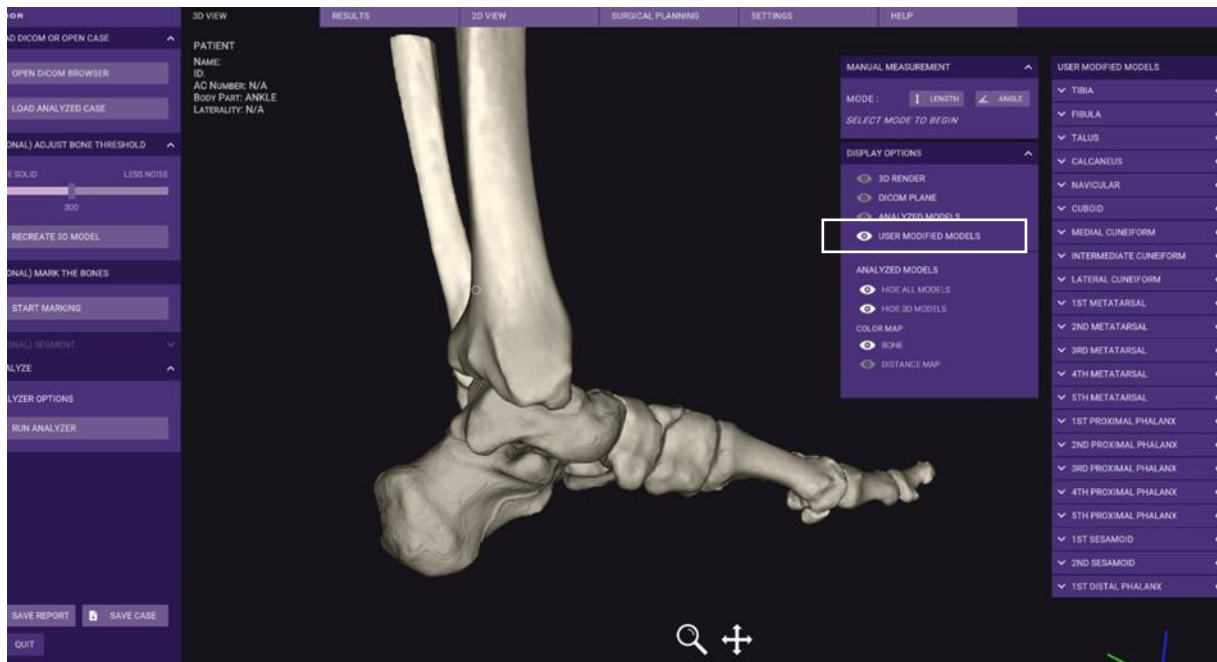 3D VIEW
RESULTS
2D VIEW
SURGICAL PLANNING
SETTINGS
HELP
AD DICOM OR OPEN CASE
OPEN DICOM BROWSER
LOAD ANALYZED CASE
ONAL) ADJUST BONE THRESHOLD
E SOLID
LESS NOISE
300
RECREATE 3D MODEL
ONAL) MARK THE BONES
START MARKING
ONAL) SEGMENT
ALYZE
LYZER OPTIONS
RUN ANALYZER
SAVE REPORT
SAVE CASE
QUIT
PATIENT
NAME:
ID:
AC NUMBER: N/A
BODY PART: ANKLE
LATERALITY: N/A
MANUAL MEASUREMENT
MODE :
LENGTH
ANGLE
SELECT MODE TO BEGIN
DISPLAY OPTIONS
3D RENDER
DICOM PLANE
ANALYZED MODELS
USER MODIFIED MODELS
ANALYZED MODELS
HIDE ALL MODELS
HIDE 3D MODELS
COLOR MAP
BONE
DISTANCE MAP
USER MODIFIED MODELS
TIBIA
FIBULA
TALUS
CALCANEUS
NAVICULAR
CUBOID
MEDIAL CUNEIFORM
INTERMEDIATE CUNEIFORM
LATERAL CUNEIFORM
1ST METATARSAL
2ND METATARSAL
3RD METATARSAL
4TH METATARSAL
5TH METATARSAL
1ST PROXIMAL PHALANX
2ND PROXIMAL PHALANX
3RD PROXIMAL PHALANX
4TH PROXIMAL PHALANX
5TH PROXIMAL PHALANX
1ST SESAMOID
2ND SESAMOID
1ST DISTAL PHALANX